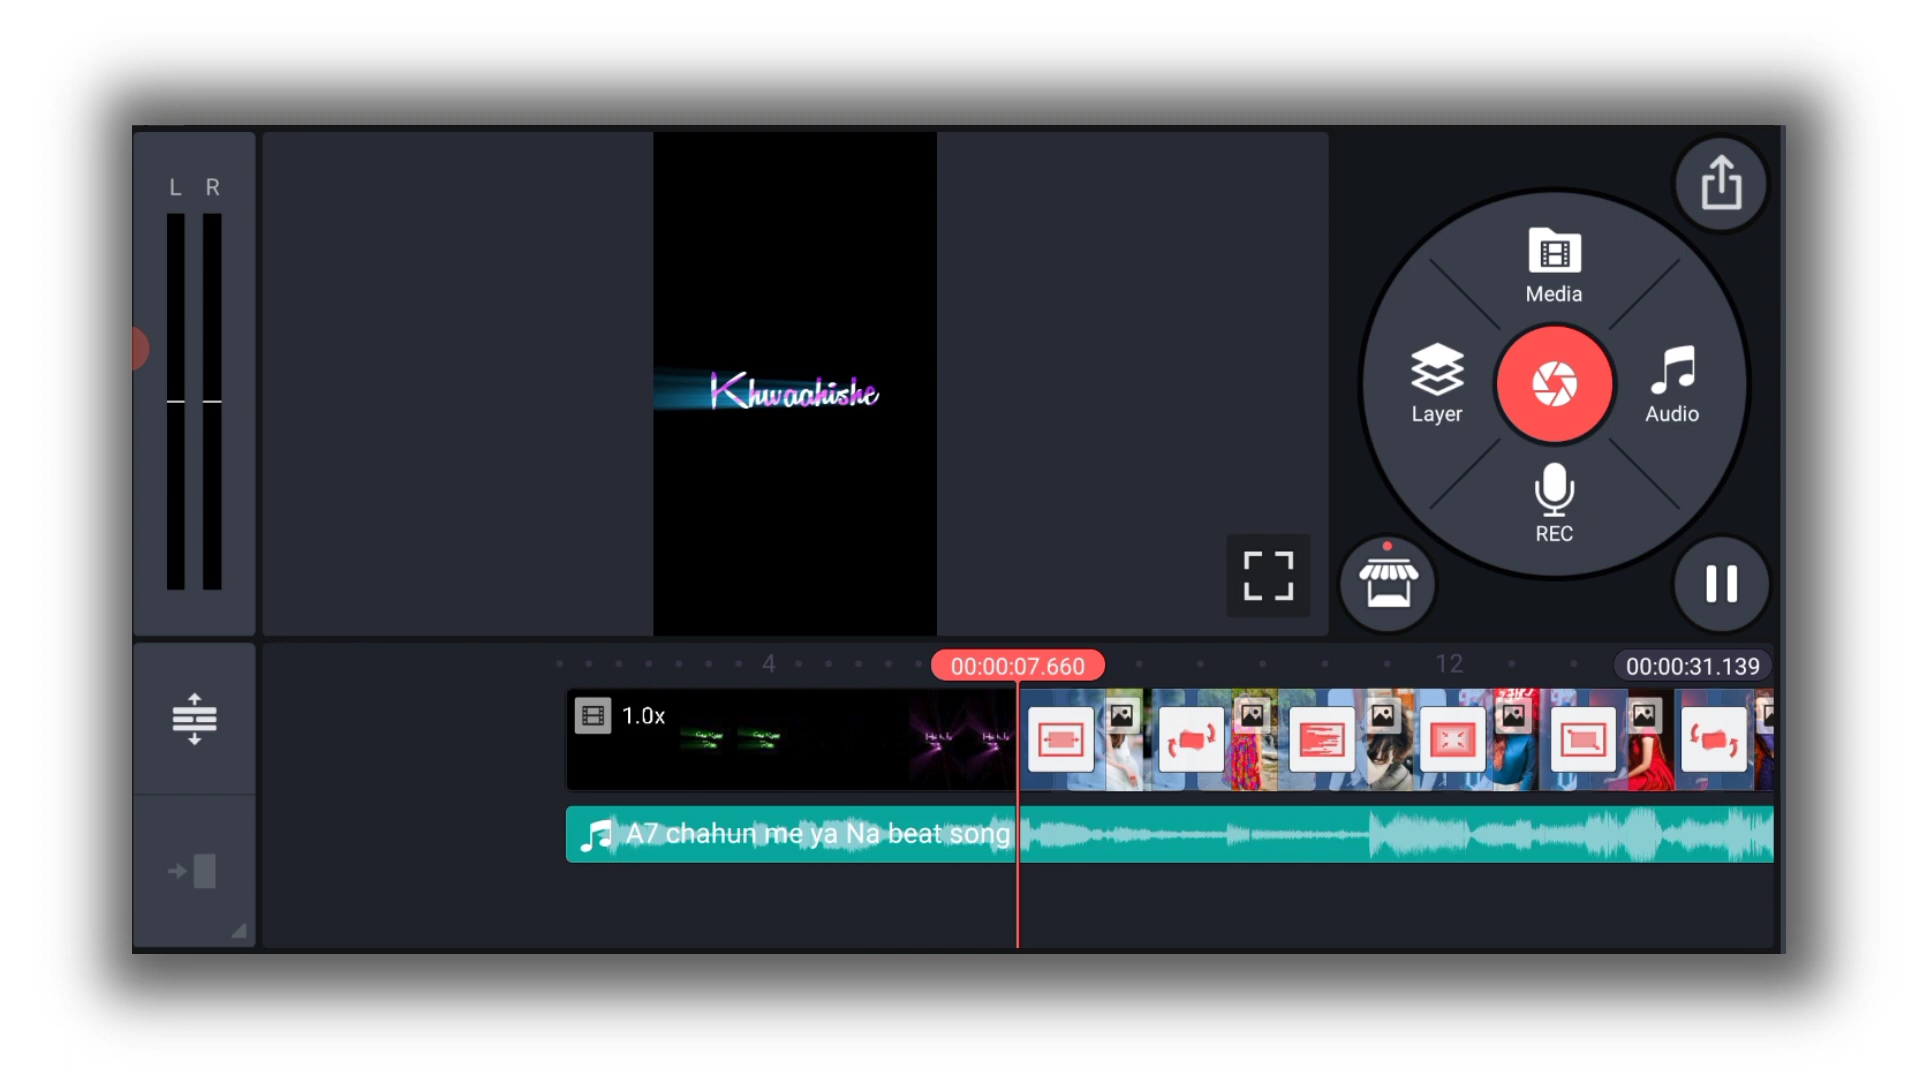 L R
Media
Layer
Audio
REC
Khwaahishe
4
00:00:07.660
12
00:00:31.139
1.0x
A7 chahun me ya Na beat song